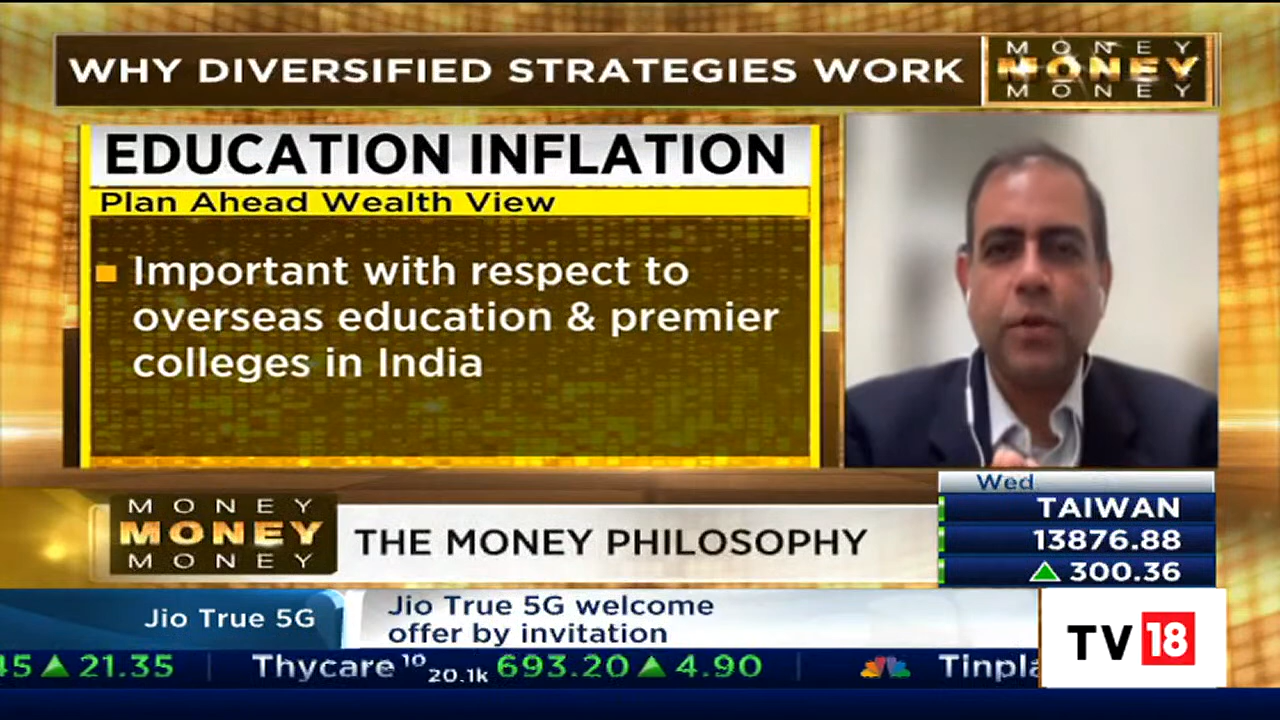 WHY DIVERSIFIED STRATEGIES WORK
MONEY
MONEY
MONEY
EDUCATION INFLATION
Plan Ahead Wealth View
Important with respect to
overseas education & premier
colleges in India
Wed
MONEY
MONEY
MONEY
THE MONEY PHILOSOPHY
TAIWAN
13876.88
300.36
Jio True 5G
Jio True 5G welcome
offer by invitation
TV18
45 21.35 Thycare 10 20.1k 693.20 4.90 Tinpla